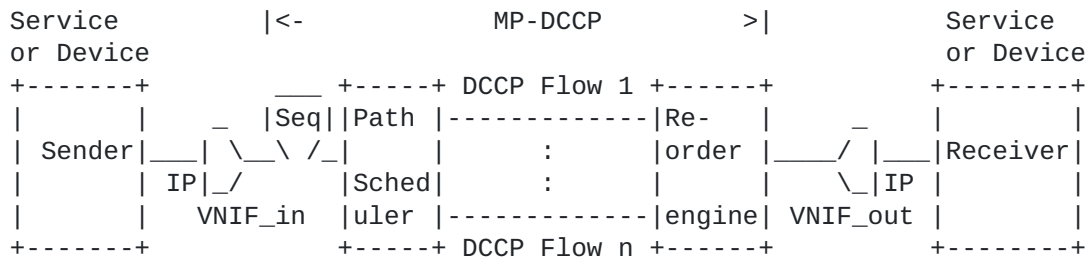 Service         |<-             MP-DCCP             >|           Service
or Device                                                        or Device
+-------+         ___ +-----+ DCCP Flow 1 +------+          +--------+
|       |     _  |Seq||Path |-------------|Re-   |      _   |        |
| Sender|___| \__\ /_|     |      :      |order |____/ |___|Receiver|
|       | IP|_/       |Sched|      :      |      |     \_|IP |        |
|       |   VNIF_in   |uler |-------------|engine| VNIF_out |        |
+-------+             +-----+ DCCP Flow n +------+          +--------+